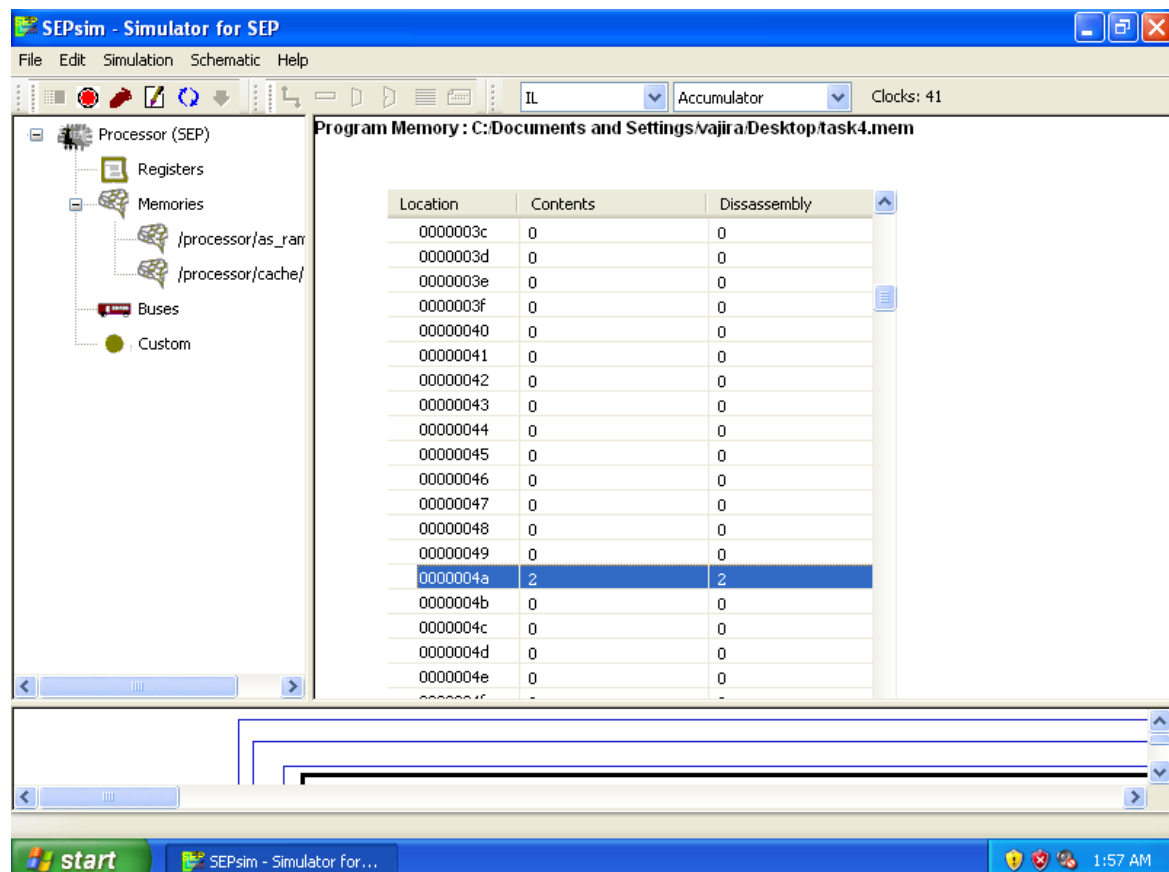 SEPsim - Simulator for SEP
File Edit Simulation Schematic Help
IL Accumulator Clocks: 41
Processor (SEP)
Registers
Memories
/processor/as_ram
/processor/cache/
Buses
Custom
Program Memory : C:/Documents and Settings/vajira/Desktop/task4.mem
Location Contents Dissassembly
0000003c 0 0
0000003d 0 0
0000003e 0 0
0000003f 0 0
00000040 0 0
00000041 0 0
00000042 0 0
00000043 0 0
00000044 0 0
00000045 0 0
00000046 0 0
00000047 0 0
00000048 0 0
00000049 0 0
0000004a 2 2
0000004b 0 0
0000004c 0 0
0000004d 0 0
0000004e 0 0
start SEPsim - Simulator for... 1:57 AM